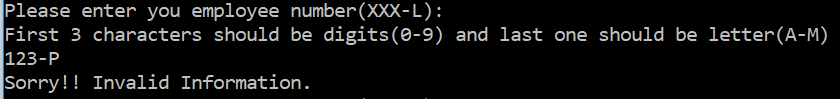 Please enter you employee number(XXX-L):
First 3 characters should be digits(0-9) and last one should be letter(A-M)
123-P
Sorry!! Invalid Information.